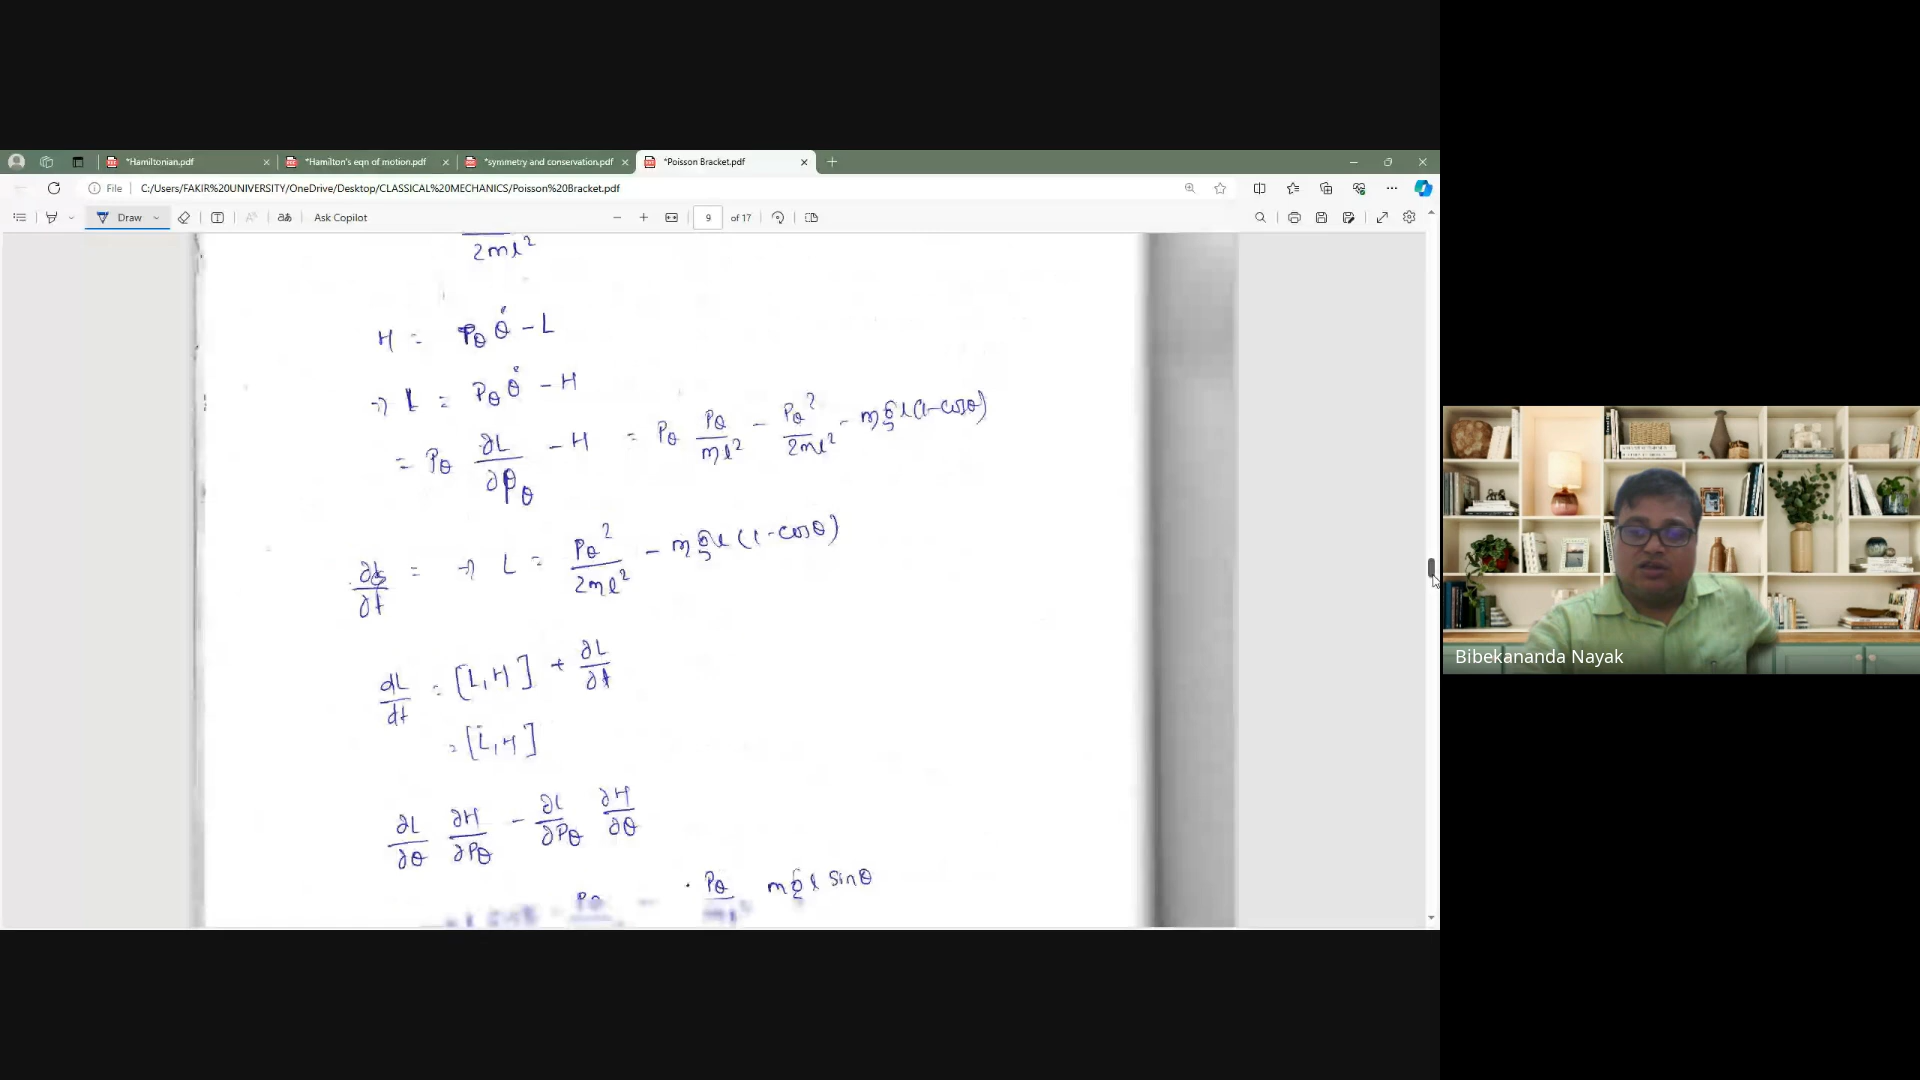 *Hamiltonian.pdf
*Hamilton's eqn of motion.pdf
*symmetry and conservation.pdf
*Poisson Bracket.pdf
File
C:/Users/FAKIR%20UNIVERSITY/OneDrive/Desktop/CLASSICAL%20MECHANICS/Poisson%20Bracket.pdf
Draw
Ask Copilot
9 of 17
2ml²
H = Pθ θ̇ - L
⇒ L = Pθ θ̇ - H
= Pθ ∂L/∂Pθ - H = Pθ Pθ/ml² - Pθ²/2ml² - mgl(1-cosθ)
⇒ L = Pθ²/2ml² - mgl(1-cosθ)
dL/dt = [L,H] + ∂L/∂t
= [L,H]
∂L/∂θ ∂H/∂Pθ - ∂L/∂Pθ ∂H/∂θ
Pθ mgl sinθ
Bibekananda Nayak